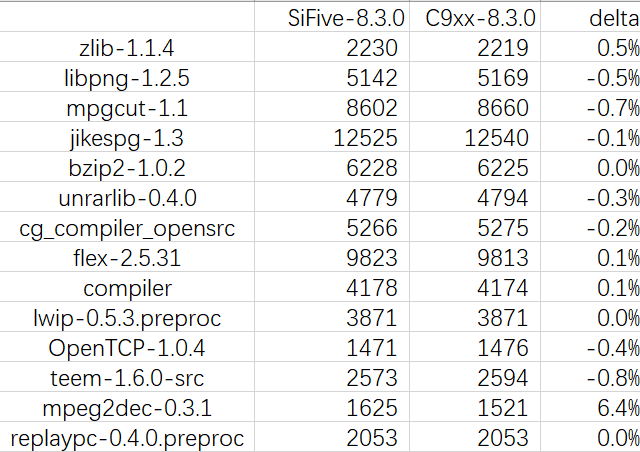 SiFive-8.3.0 C9xx-8.3.0 delta
zlib-1.1.4 2230 2219 0.5%
libpng-1.2.5 5142 5169 -0.5%
mpgcut-1.1 8602 8660 -0.7%
jikespg-1.3 12525 12540 -0.1%
bzip2-1.0.2 6228 6225 0.0%
unrarlib-0.4.0 4779 4794 -0.3%
cg_compiler_opensrc 5266 5275 -0.2%
flex-2.5.31 9823 9813 0.1%
compiler 4178 4174 0.1%
lwip-0.5.3.preproc 3871 3871 0.0%
OpenTCP-1.0.4 1471 1476 -0.4%
teem-1.6.0-src 2573 2594 -0.8%
mpeg2dec-0.3.1 1625 1521 6.4%
replaypc-0.4.0.preproc 2053 2053 0.0%